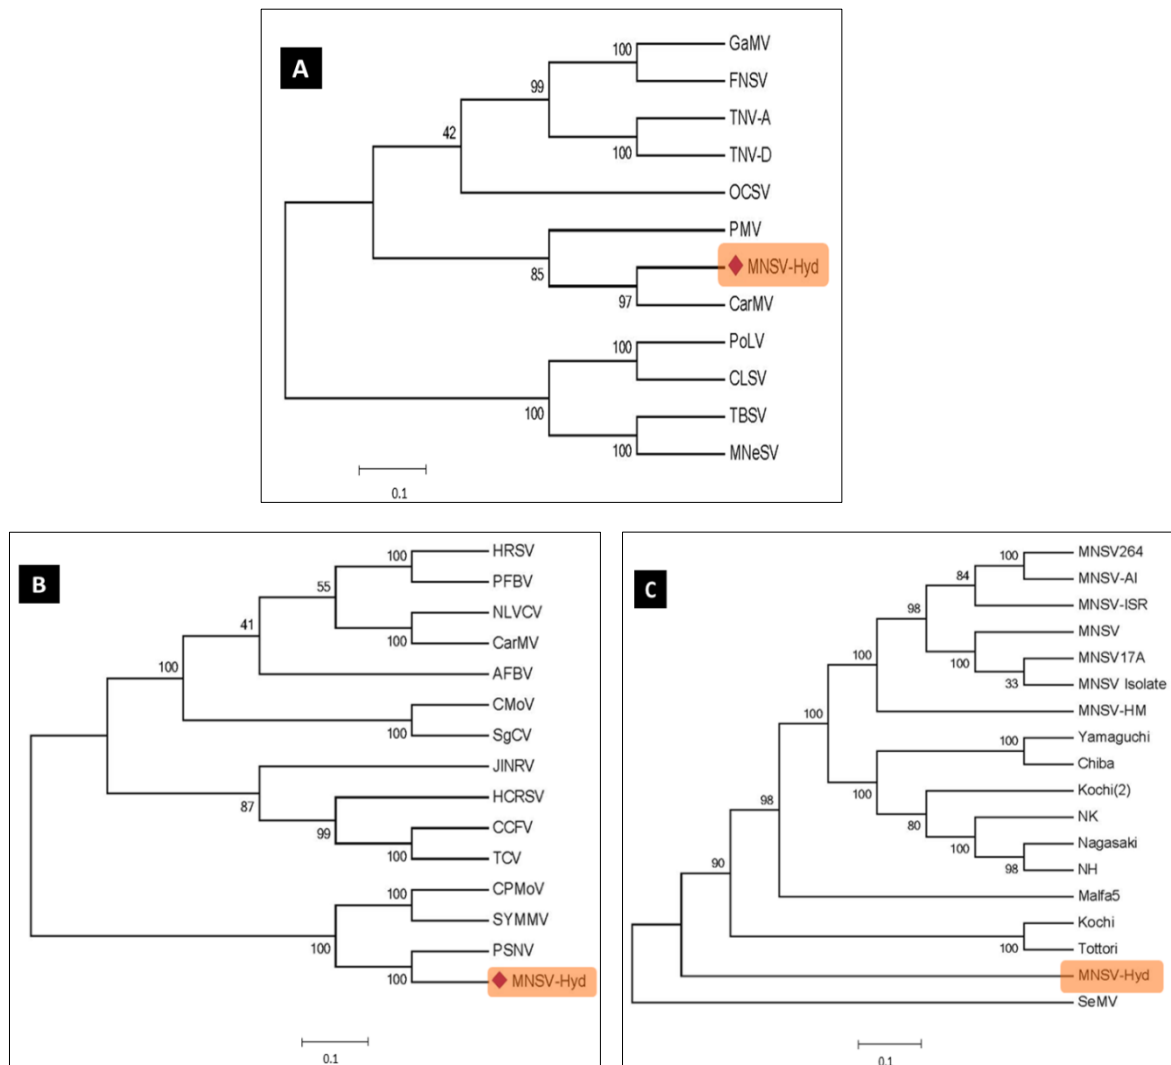 A
GaMV
100
FNSV
99
TNV-A
42
100
TNV-D
OCSV
PMV
85
MNSV-Hyd
97
CarMV
PoLV
100
CLSV
100
TBSV
100
MNeSV
0.1
B
HRSV
100
PFBV
55
NLVCV
41
100
CarMV
100
AFBV
CMoV
100
SgCV
JINRV
87
HCRSV
99
CCFV
100
TCV
CPMoV
100
SYMMV
100
PSNV
100
MNSV-Hyd
0.1
C
MNSV264
100
MNSV-AI
84
MNSV-ISR
98
MNSV
100
MNSV17A
100
33
MNSV Isolate
MNSV-HM
100
Yamaguchi
100
Chiba
100
Kochi(2)
98
80
NK
100
Nagasaki
90
98
NH
Malfa5
Kochi
100
Tottori
MNSV-Hyd
SeMV
0.1